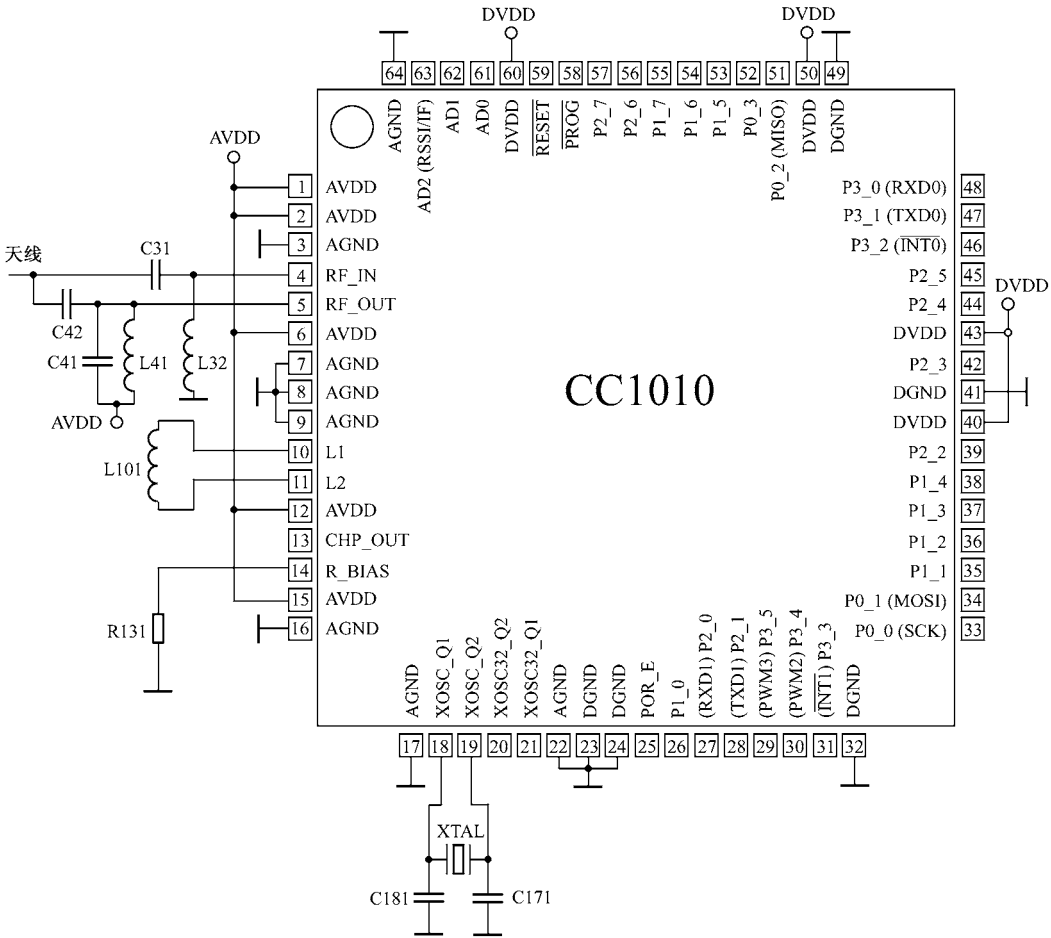 DVDD
DVDD
64 63 62 61 60 59 58 57 56 55 54 53 52 51 50 49
AGND
AD2 (RSSI/IF)
AD1
AD0
DVDD
RESET
PROG
P2_7
P2_6
P1_7
P1_6
P1_5
P0_3
P0_2 (MISO)
DVDD
DGND
AVDD
1 AVDD
2 AVDD
3 AGND
天线
C31
4 RF_IN
5 RF_OUT
C42
6 AVDD
C41
L41
L32
7 AGND
8 AGND
AVDD
9 AGND
10 L1
L101
11 L2
12 AVDD
13 CHP_OUT
14 R_BIAS
15 AVDD
R131
16 AGND
CC1010
P3_0 (RXD0) 48
P3_1 (TXD0) 47
P3_2 (INT0) 46
P2_5 45
DVDD
P2_4 44
DVDD 43
P2_3 42
DGND 41
DVDD 40
P2_2 39
P1_4 38
P1_3 37
P1_2 36
P1_1 35
P0_1 (MOSI) 34
P0_0 (SCK) 33
AGND
XOSC_Q1
XOSC_Q2
XOSC32_Q2
XOSC32_Q1
AGND
DGND
DGND
POR_E
P1_0
(RXD1) P2_0
(TXD1) P2_1
(PWM3) P3_5
(PWM2) P3_4
(INT1) P3_3
DGND
17 18 19 20 21 22 23 24 25 26 27 28 29 30 31 32
XTAL
C181
C171